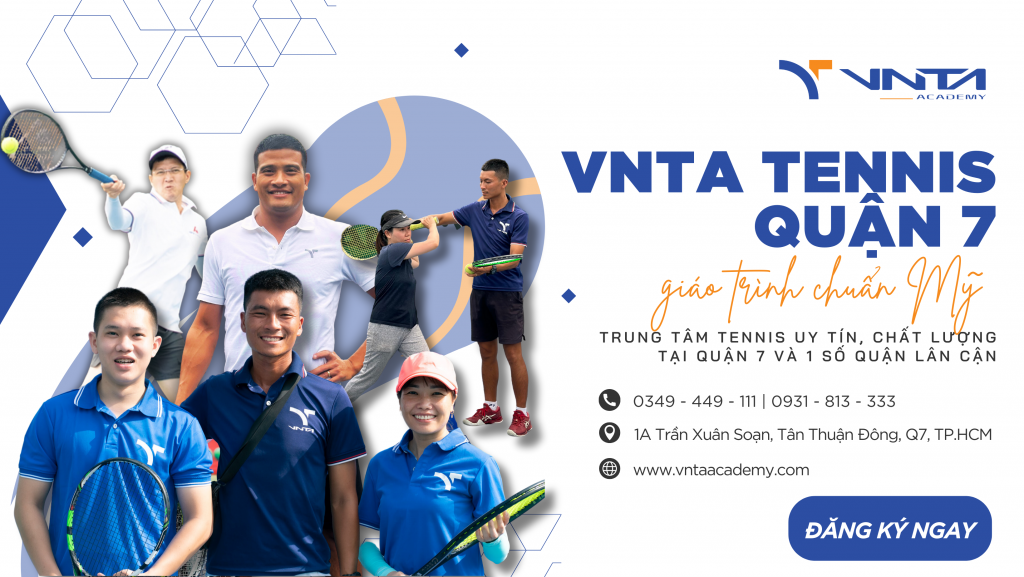 VNTA
ACADEMY
VNTA TENNIS
QUẬN 7
giáo trình chuẩn Mỹ
TRUNG TÂM TENNIS UY TÍN, CHẤT LƯỢNG
TẠI QUẬN 7 VÀ 1 SỐ QUẬN LÂN CẬN
0349 - 449 - 111 | 0931 - 813 - 333
1A Trần Xuân Soạn, Tân Thuận Đông, Q7, TP.HCM
www.vntaacademy.com
ĐĂNG KÝ NGAY
VNTA